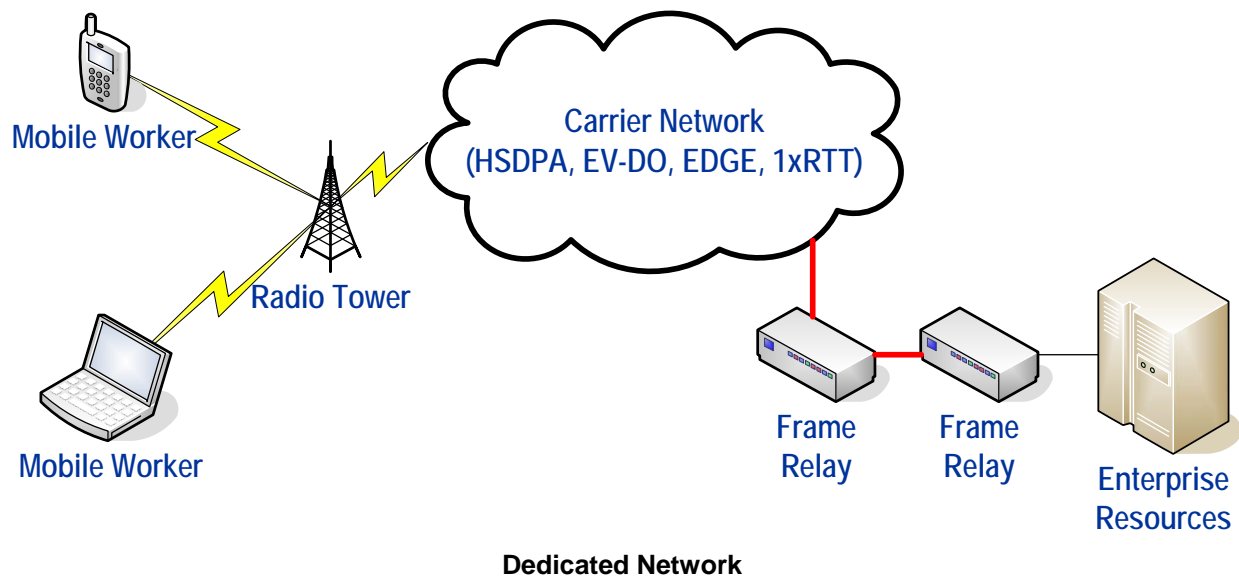 Mobile Worker
Carrier Network
(HSDPA, EV-DO, EDGE, 1xRTT)
Radio Tower
Mobile Worker
Frame
Relay
Frame
Relay
Enterprise
Resources
Dedicated Network